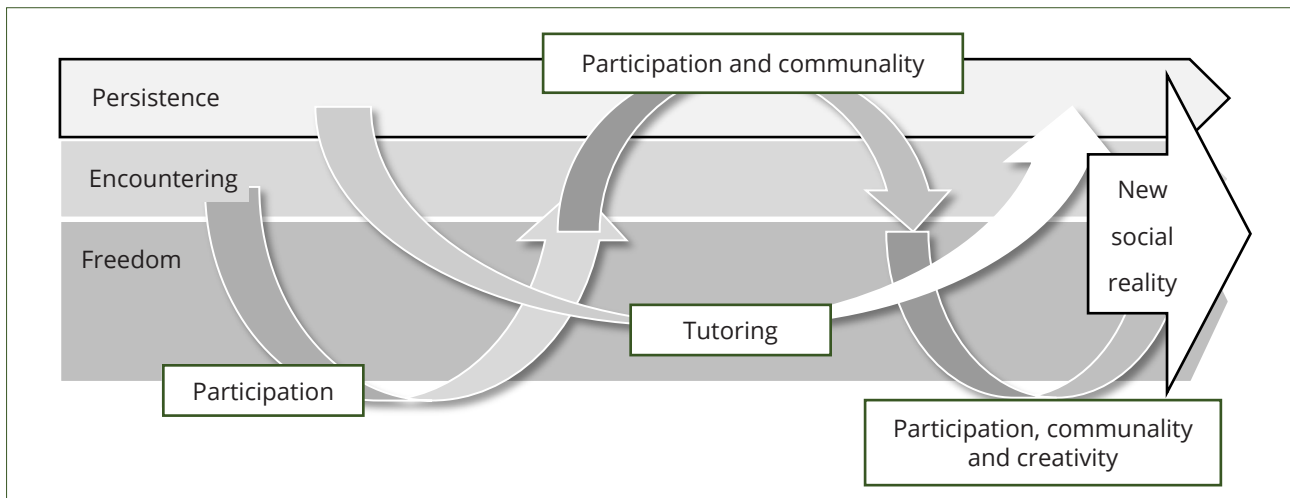 Participation and communality
Persistence
Encountering
Freedom
New
social
reality
Tutoring
Participation
Participation, communality
and creativity